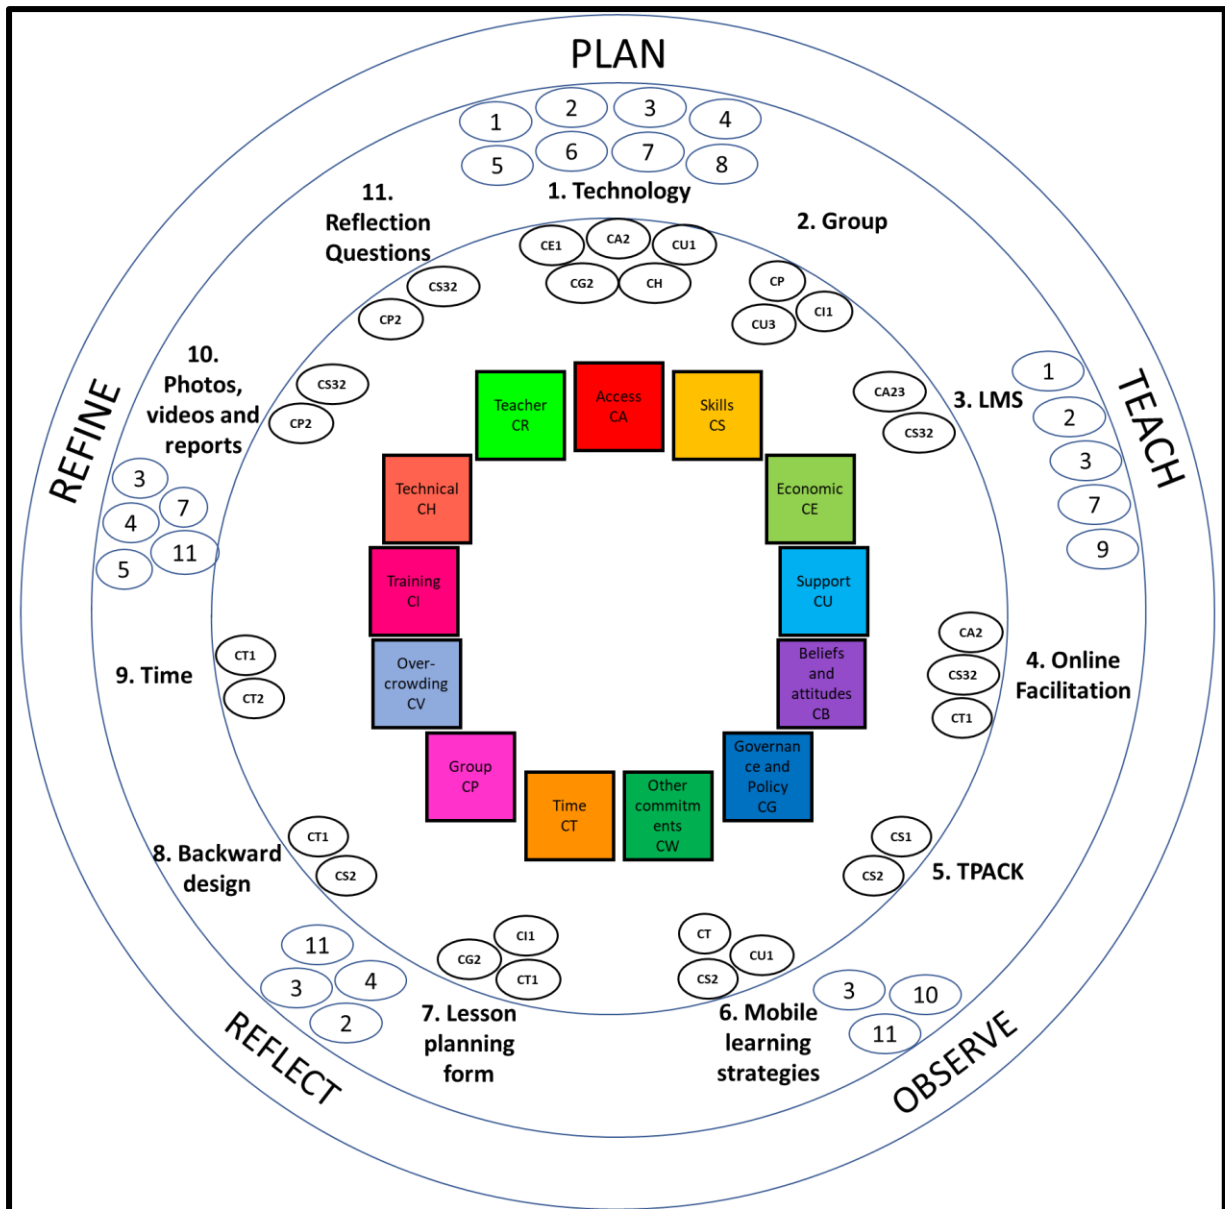 PLAN
1
2
3
4
5
6
7
8
1. Technology
CE1
CA2
CU1
CG2
CH
2. Group
CP
CI1
CU3
TEACH
1
2
3
7
9
3. LMS
CA23
CS32
4. Online
Facilitation
CA2
CS32
CT1
5. TPACK
CS1
CS2
OBSERVE
3
10
11
6. Mobile
learning
strategies
CT
CU1
CS2
7. Lesson
planning
form
CI1
CG2
CT1
REFLECT
11
3
4
2
8. Backward
design
CT1
CS2
9. Time
CT1
CT2
REFINE
3
7
4
11
5
10.
Photos,
videos and
reports
CS32
CP2
11.
Reflection
Questions
CS32
CP2
Teacher
CR
Access
CA
Skills
CS
Economic
CE
Support
CU
Beliefs
and
attitudes
CB
Governan
ce and
Policy
CG
Other
commitm
ents
CW
Time
CT
Group
CP
Over-
crowding
CV
Training
CI
Technical
CH